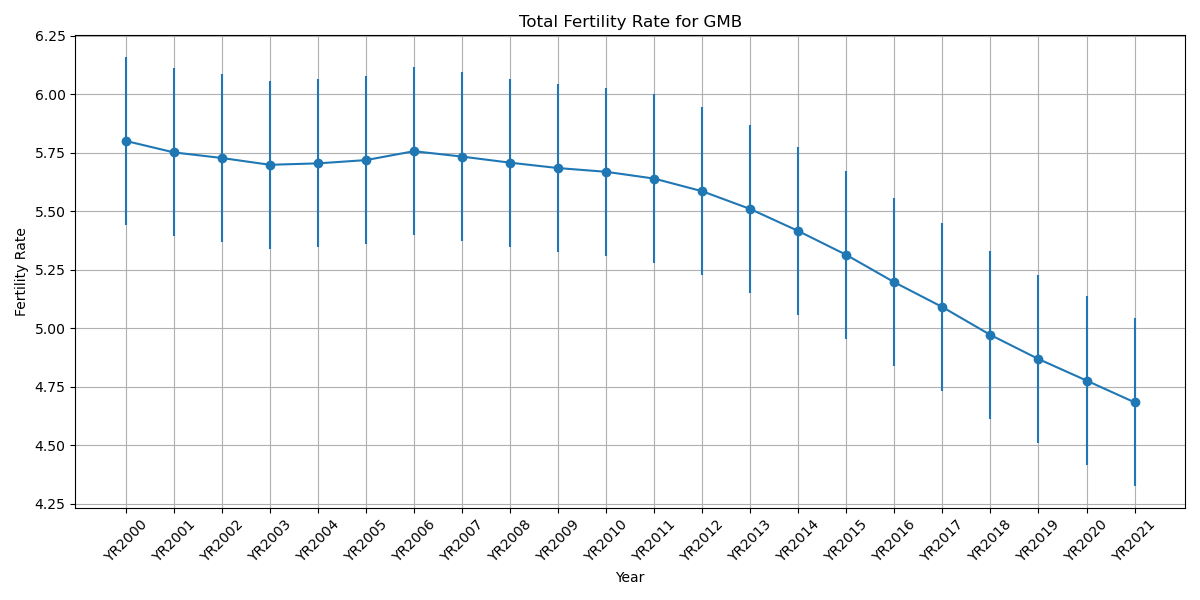 Total Fertility Rate for GMB
6.25
6.00
5.75
5.50
5.25
5.00
4.75
4.50
4.25
Fertility Rate
YR2000
YR2001
YR2002
YR2003
YR2004
YR2005
YR2006
YR2007
YR2008
YR2009
YR2010
YR2011
YR2012
YR2013
YR2014
YR2015
YR2016
YR2017
YR2018
YR2019
YR2020
YR2021
Year